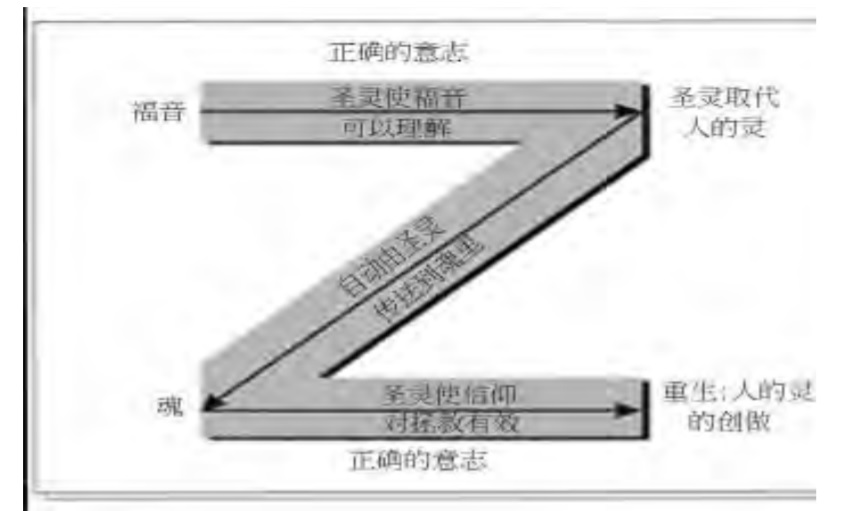 正确的意志
福音
圣灵使福音
可以理解
圣灵取代
人的灵
自动由圣灵
传送到魂里
魂
圣灵使信仰
对拯救有效
重生:人的灵
的创做
正确的意志